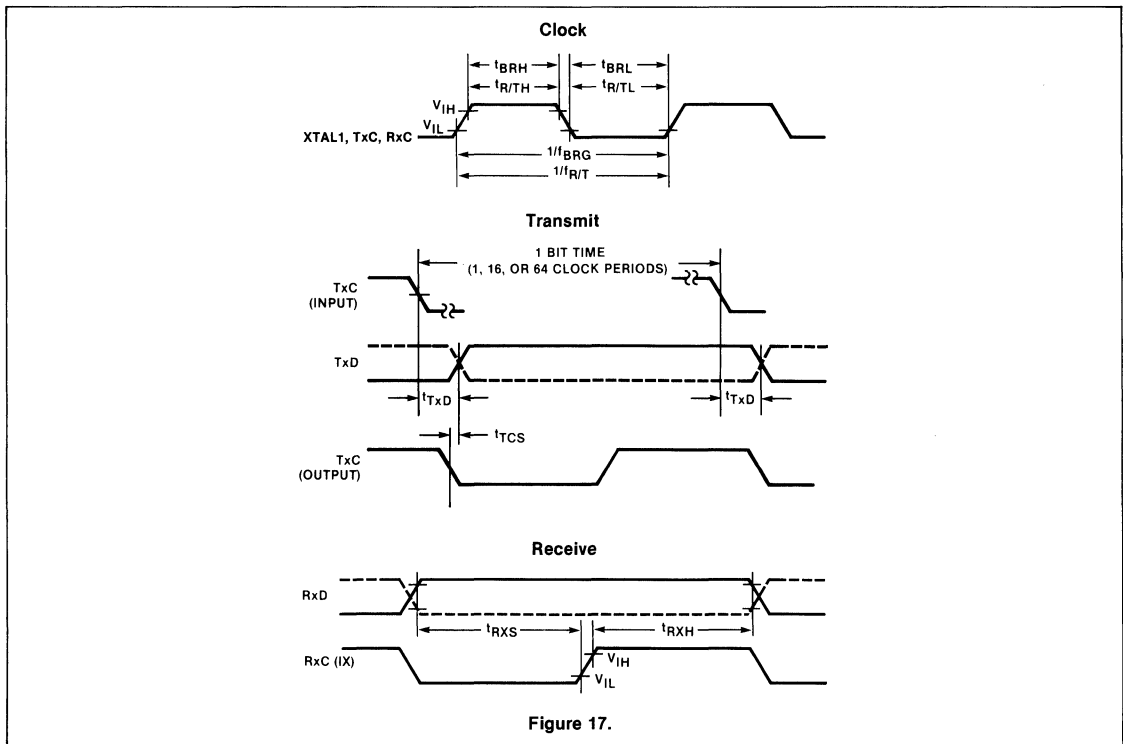 Clock
tBRH
tBRL
tR/TH
tR/TL
VIH
VIL
XTAL1, TxC, RxC
1/fBRG
1/fR/T
Transmit
1 BIT TIME
(1, 16, OR 64 CLOCK PERIODS)
TxC
(INPUT)
TxD
tTxD
tTxD
tTCS
TxC
(OUTPUT)
Receive
RxD
tRXS
tRXH
RxC (IX)
VIH
VIL
Figure 17.